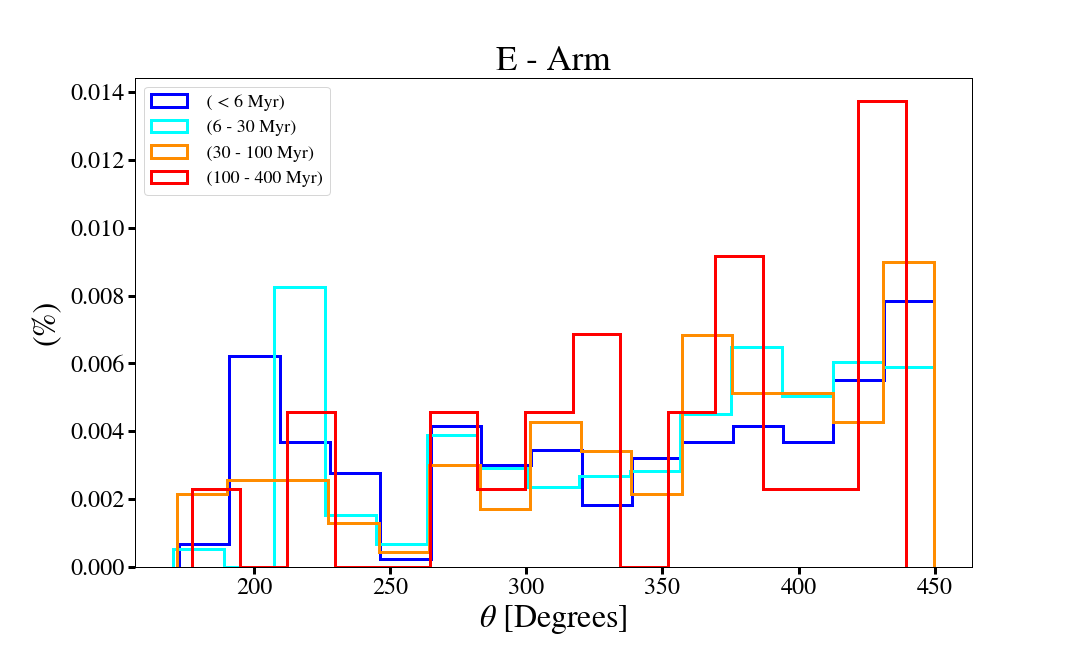 E - Arm
( < 6 Myr)
(6 - 30 Myr)
(30 - 100 Myr)
(100 - 400 Myr)
0.014
0.012
0.010
0.008
0.006
0.004
0.002
0.000
(%)
200 250 300 350 400 450
θ [Degrees]